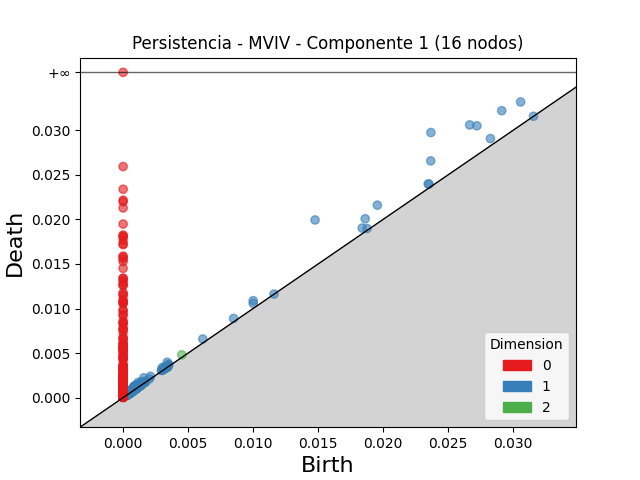 Persistencia - MVIV - Componente 1 (16 nodos)
+∞
0.030
0.025
0.020
0.015
0.010
0.005
0.000
Death
Dimension
0
1
2
0.000 0.005 0.010 0.015 0.020 0.025 0.030
Birth